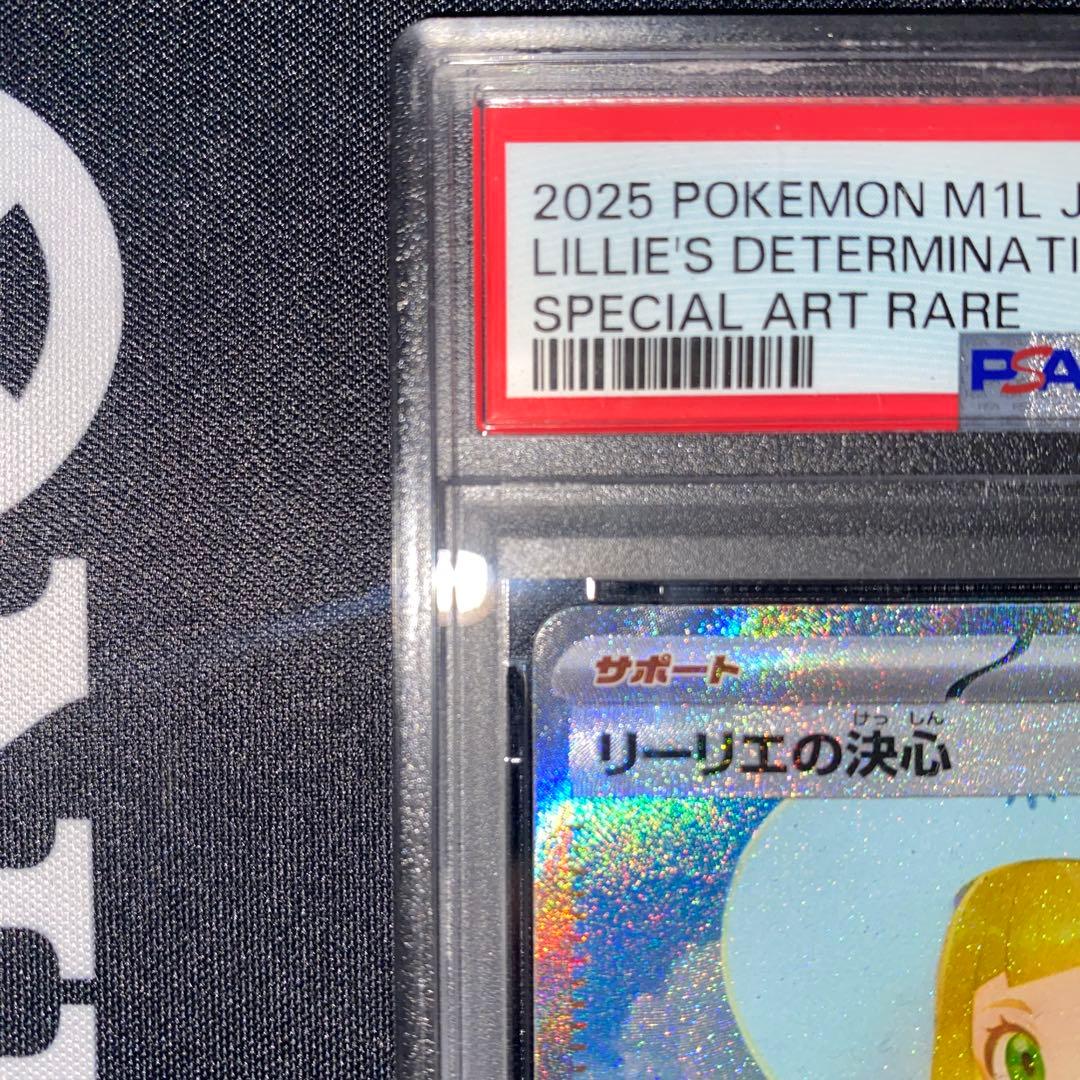 2025 POKEMON M1L J
LILLIE'S DETERMINATI
SPECIAL ART RARE
PSA
サポート
けっしん
リーリエの決心